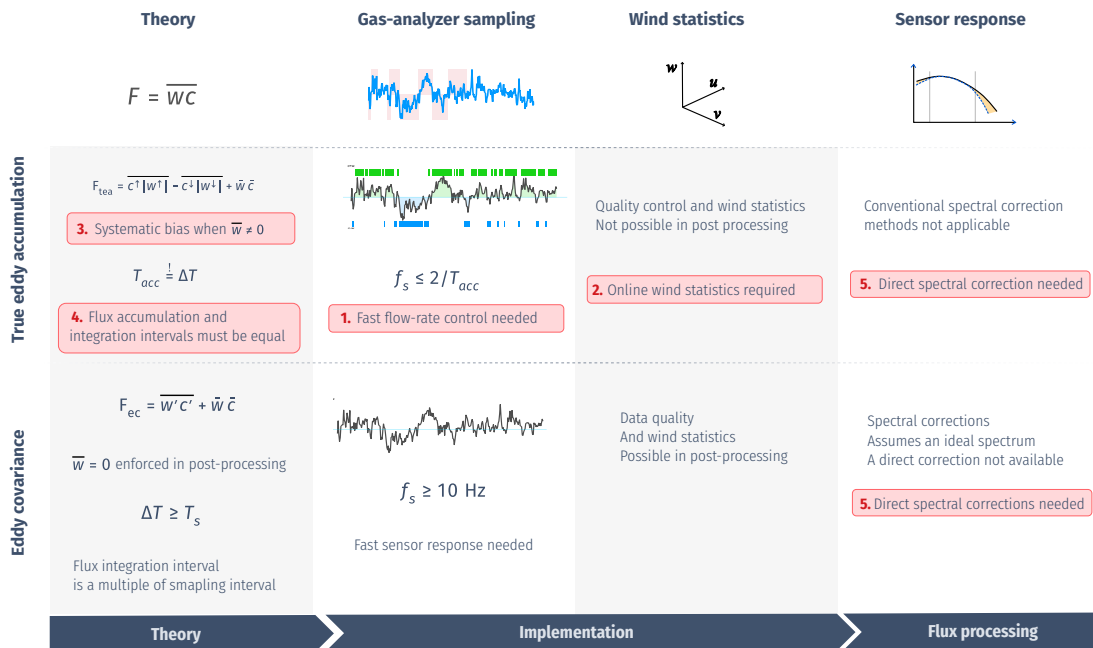 Theory
Gas-analyzer sampling
Wind statistics
Sensor response
F = \overline{wc}
w
u
v
True eddy accumulation
F_tea = \overline{c↑|w↑|} − \overline{c↓|w↓|} + w̄ c̄
3. Systematic bias when w̄ ≠ 0
T_acc =! ΔT
4. Flux accumulation and
integration intervals must be equal
f_s ≤ 2/T_acc
1. Fast flow-rate control needed
Quality control and wind statistics
Not possible in post processing
2. Online wind statistics required
Conventional spectral correction
methods not applicable
5. Direct spectral correction needed
Eddy covariance
F_ec = \overline{w′c′} + w̄ c̄
w̄ = 0 enforced in post-processing
ΔT ≥ T_s
Flux integration interval
is a multiple of smapling interval
f_s ≥ 10 Hz
Fast sensor response needed
Data quality
And wind statistics
Possible in post-processing
Spectral corrections
Assumes an ideal spectrum
A direct correction not available
5. Direct spectral corrections needed
Theory
Implementation
Flux processing